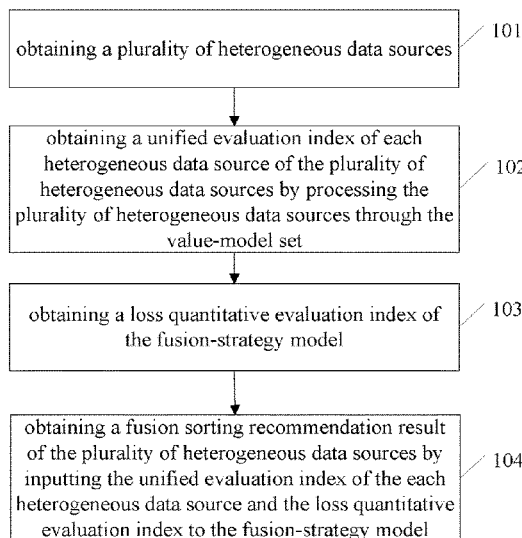 obtaining a plurality of heterogeneous data sources
101
obtaining a unified evaluation index of each
heterogeneous data source of the plurality of
heterogeneous data sources by processing the
plurality of heterogeneous data sources through the
value-model set
102
obtaining a loss quantitative evaluation index of
the fusion-strategy model
103
obtaining a fusion sorting recommendation result
of the plurality of heterogeneous data sources by
inputting the unified evaluation index of the each
heterogeneous data source and the loss quantitative
evaluation index to the fusion-strategy model
104